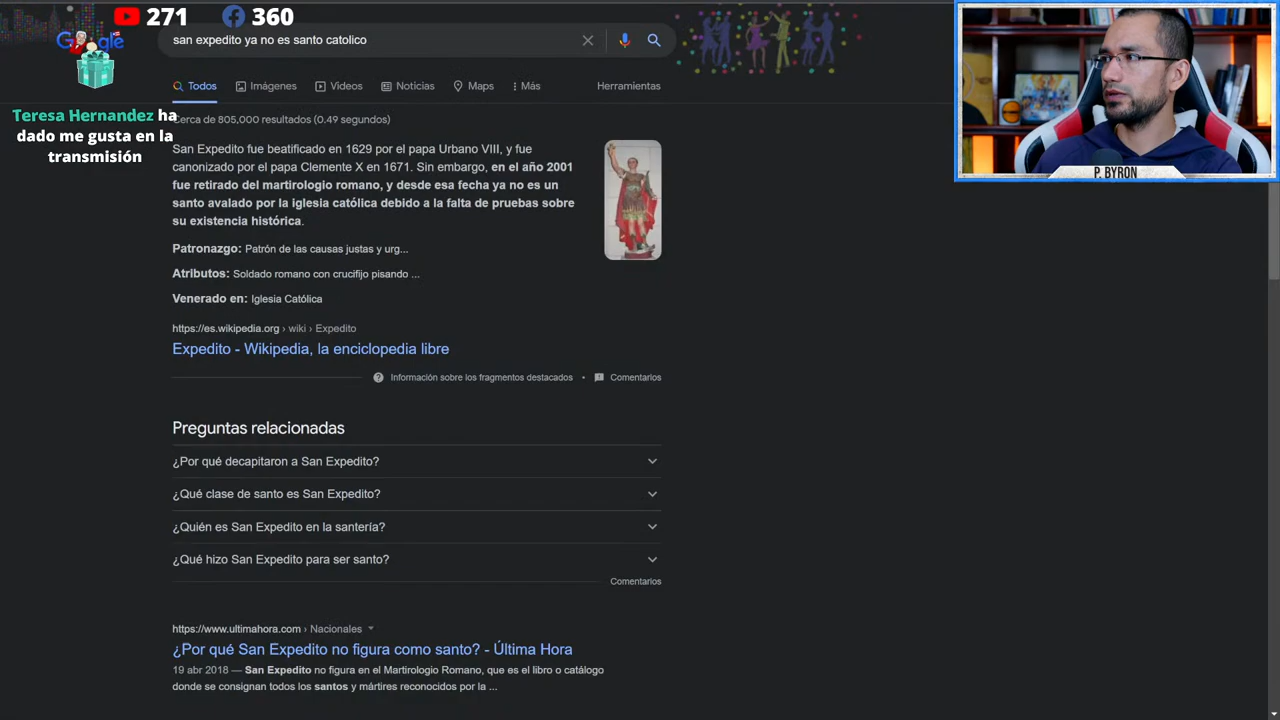 271 360
Google
san expedito ya no es santo catolico
Todos Imágenes Videos Noticias Maps Más Herramientas
Teresa Hernandez ha
dado me gusta en la
transmisión
Cerca de 805,000 resultados (0.49 segundos)
P. BYRON
San Expedito fue beatificado en 1629 por el papa Urbano VIII, y fue
canonizado por el papa Clemente X en 1671. Sin embargo, en el año 2001
fue retirado del martirologio romano, y desde esa fecha ya no es un
santo avalado por la iglesia católica debido a la falta de pruebas sobre
su existencia histórica.
Patronazgo: Patrón de las causas justas y urg...
Atributos: Soldado romano con crucifijo pisando ...
Venerado en: Iglesia Católica
https://es.wikipedia.org › wiki › Expedito
Expedito - Wikipedia, la enciclopedia libre
Información sobre los fragmentos destacados • Comentarios
Preguntas relacionadas
¿Por qué decapitaron a San Expedito?
¿Qué clase de santo es San Expedito?
¿Quién es San Expedito en la santería?
¿Qué hizo San Expedito para ser santo?
Comentarios
https://www.ultimahora.com › Nacionales
¿Por qué San Expedito no figura como santo? - Última Hora
19 abr 2018 — San Expedito no figura en el Martirologio Romano, que es el libro o catálogo
donde se consignan todos los santos y mártires reconocidos por la ...